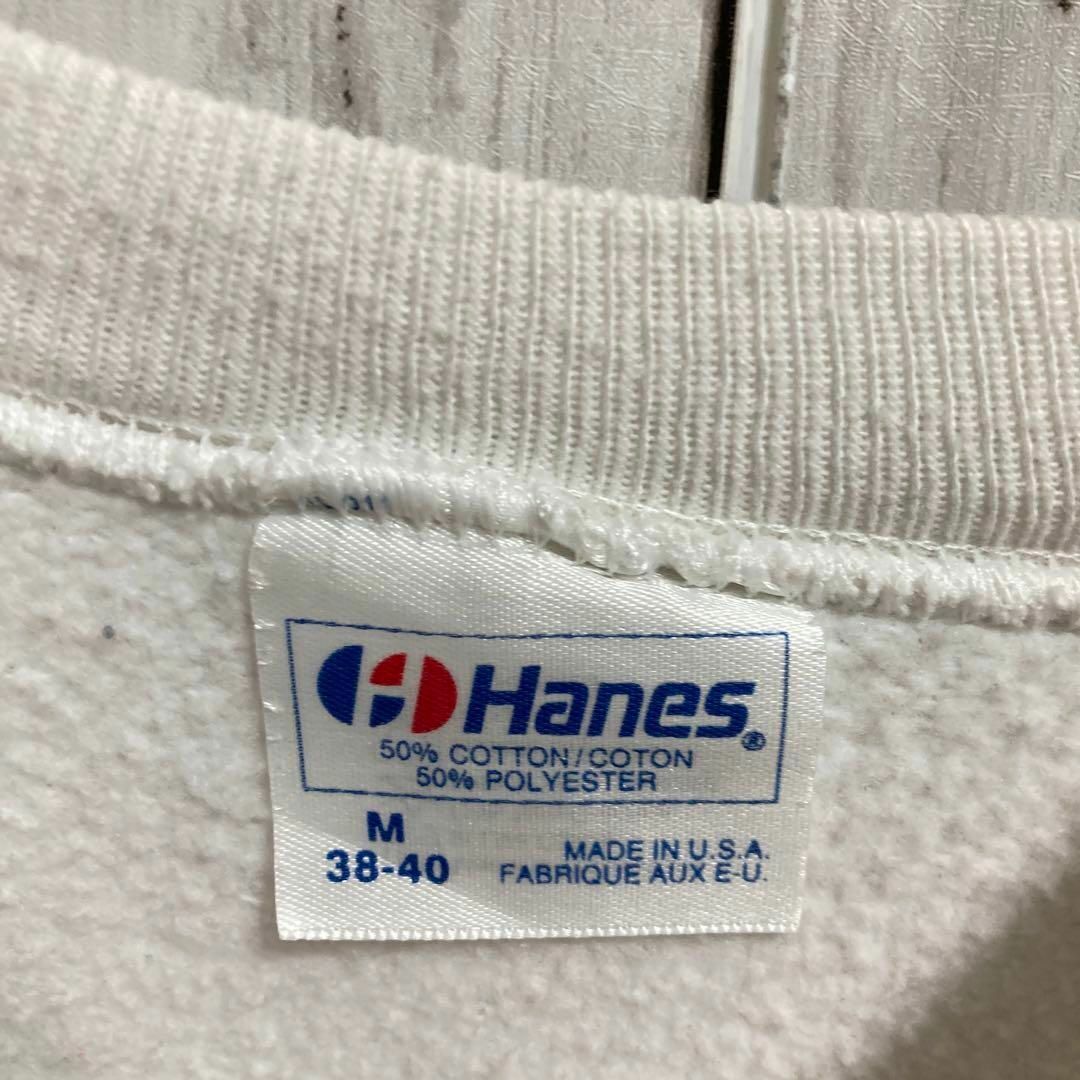 Hanes®
50% COTTON/COTON
50% POLYESTER
M
38-40
MADE IN U.S.A.
FABRIQUE AUX E-U.